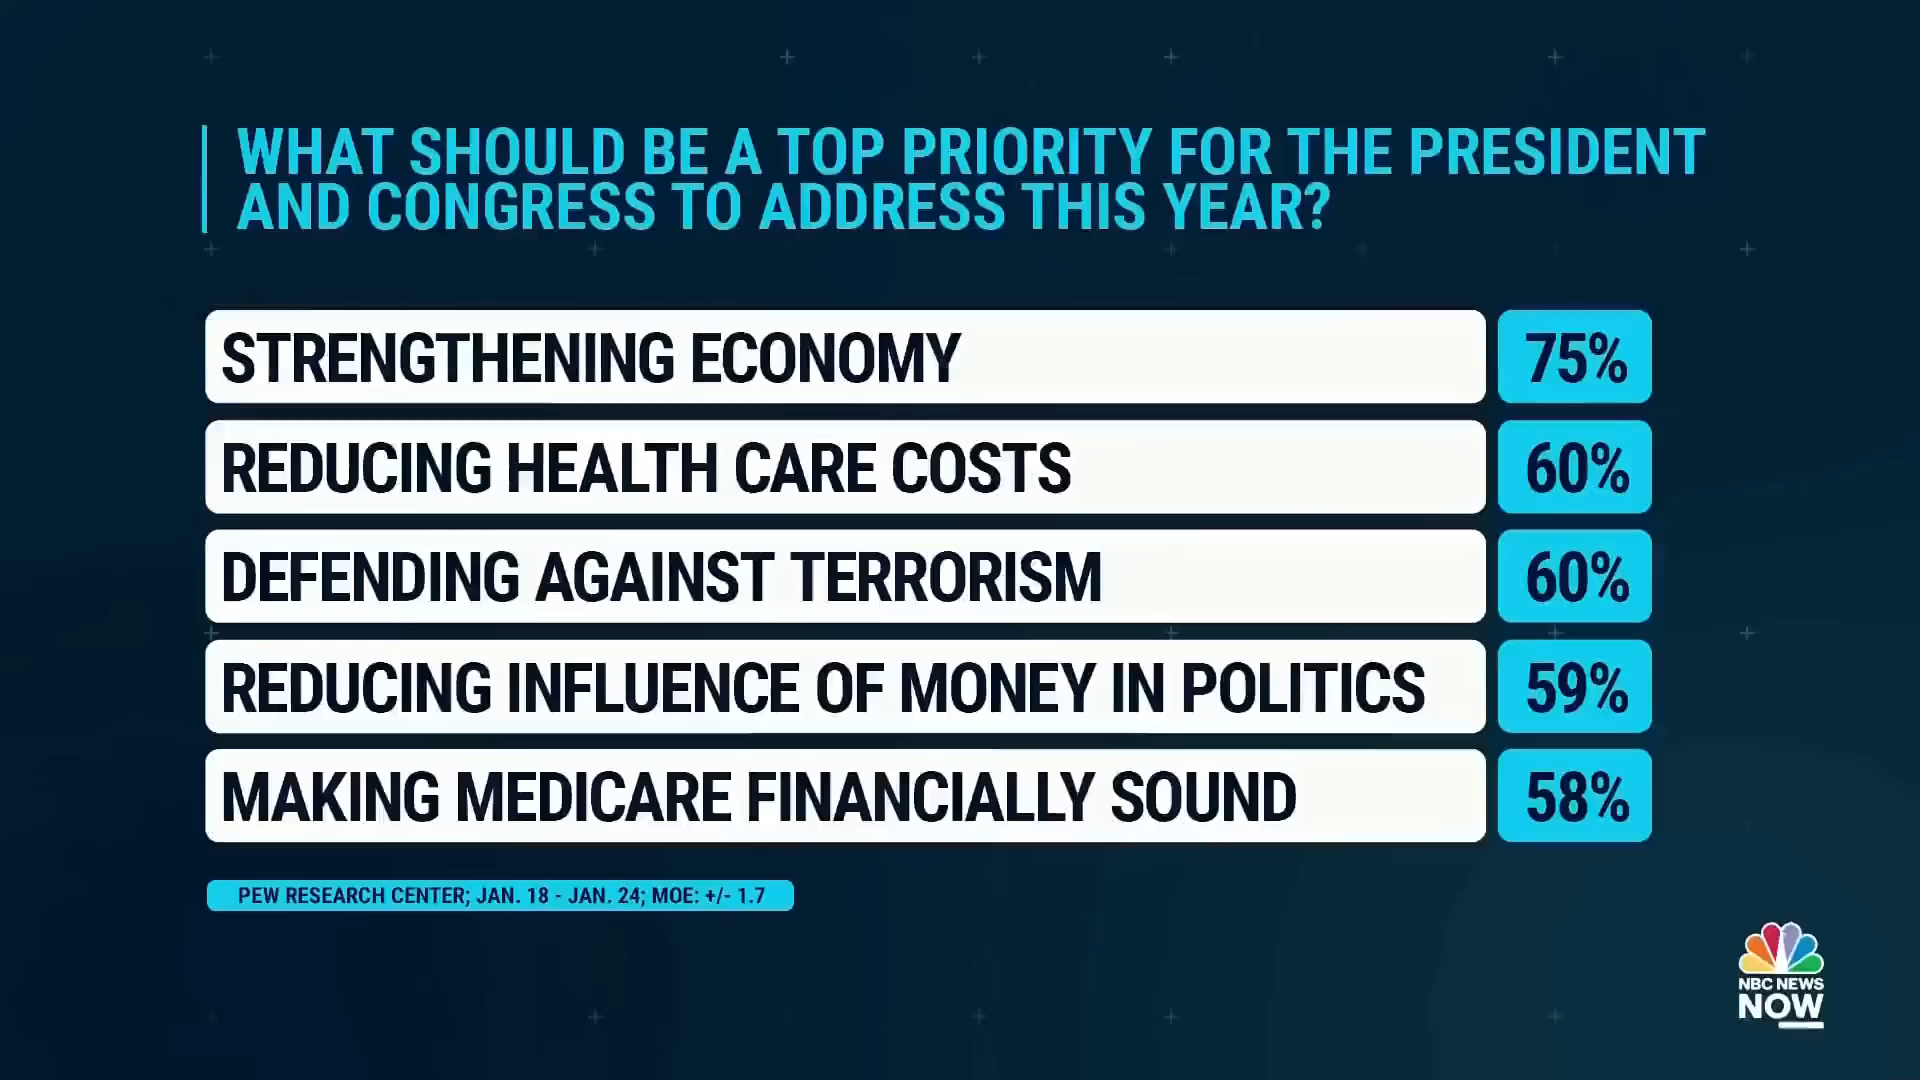 WHAT SHOULD BE A TOP PRIORITY FOR THE PRESIDENT
AND CONGRESS TO ADDRESS THIS YEAR?
STRENGTHENING ECONOMY 75%
REDUCING HEALTH CARE COSTS 60%
DEFENDING AGAINST TERRORISM 60%
REDUCING INFLUENCE OF MONEY IN POLITICS 59%
MAKING MEDICARE FINANCIALLY SOUND 58%
PEW RESEARCH CENTER; JAN. 18 - JAN. 24; MOE: +/- 1.7
NBC NEWS
NOW